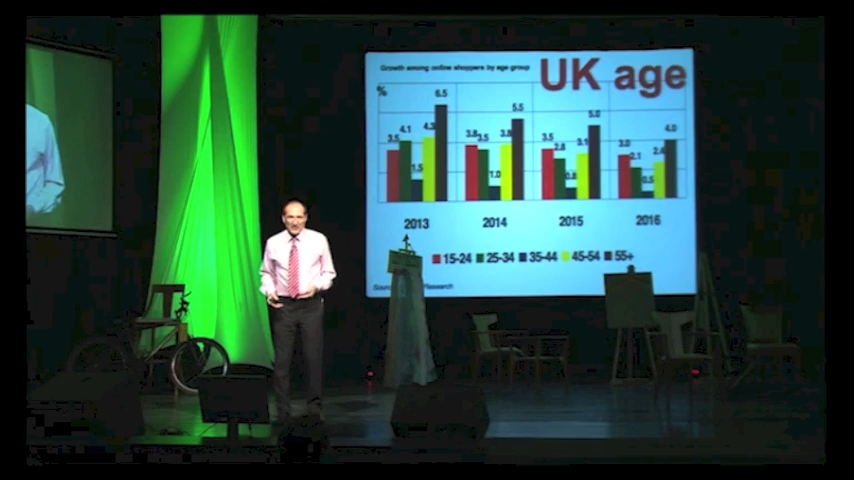 Growth among online shoppers by age group
UK age
%
3.5 4.1 1.5 4.3 6.5
3.8 3.5 1.0 3.8 5.5
3.5 2.6 0.8 3.1 5.0
3.0 2.1 0.5 2.4 4.0
2013 2014 2015 2016
15-24 25-34 35-44 45-54 55+
Research